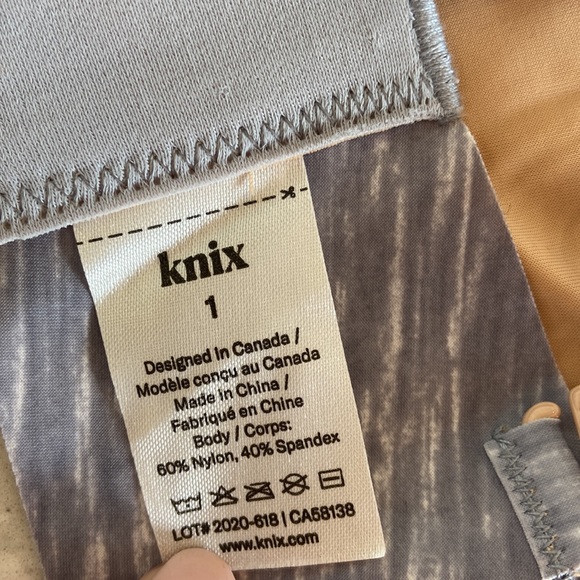 knix
1
Designed in Canada /
Modèle conçu au Canada
Made in China /
Fabriqué en Chine
Body / Corps:
60% Nylon, 40% Spandex
LOT# 2020-618 | CA58138
www.knix.com